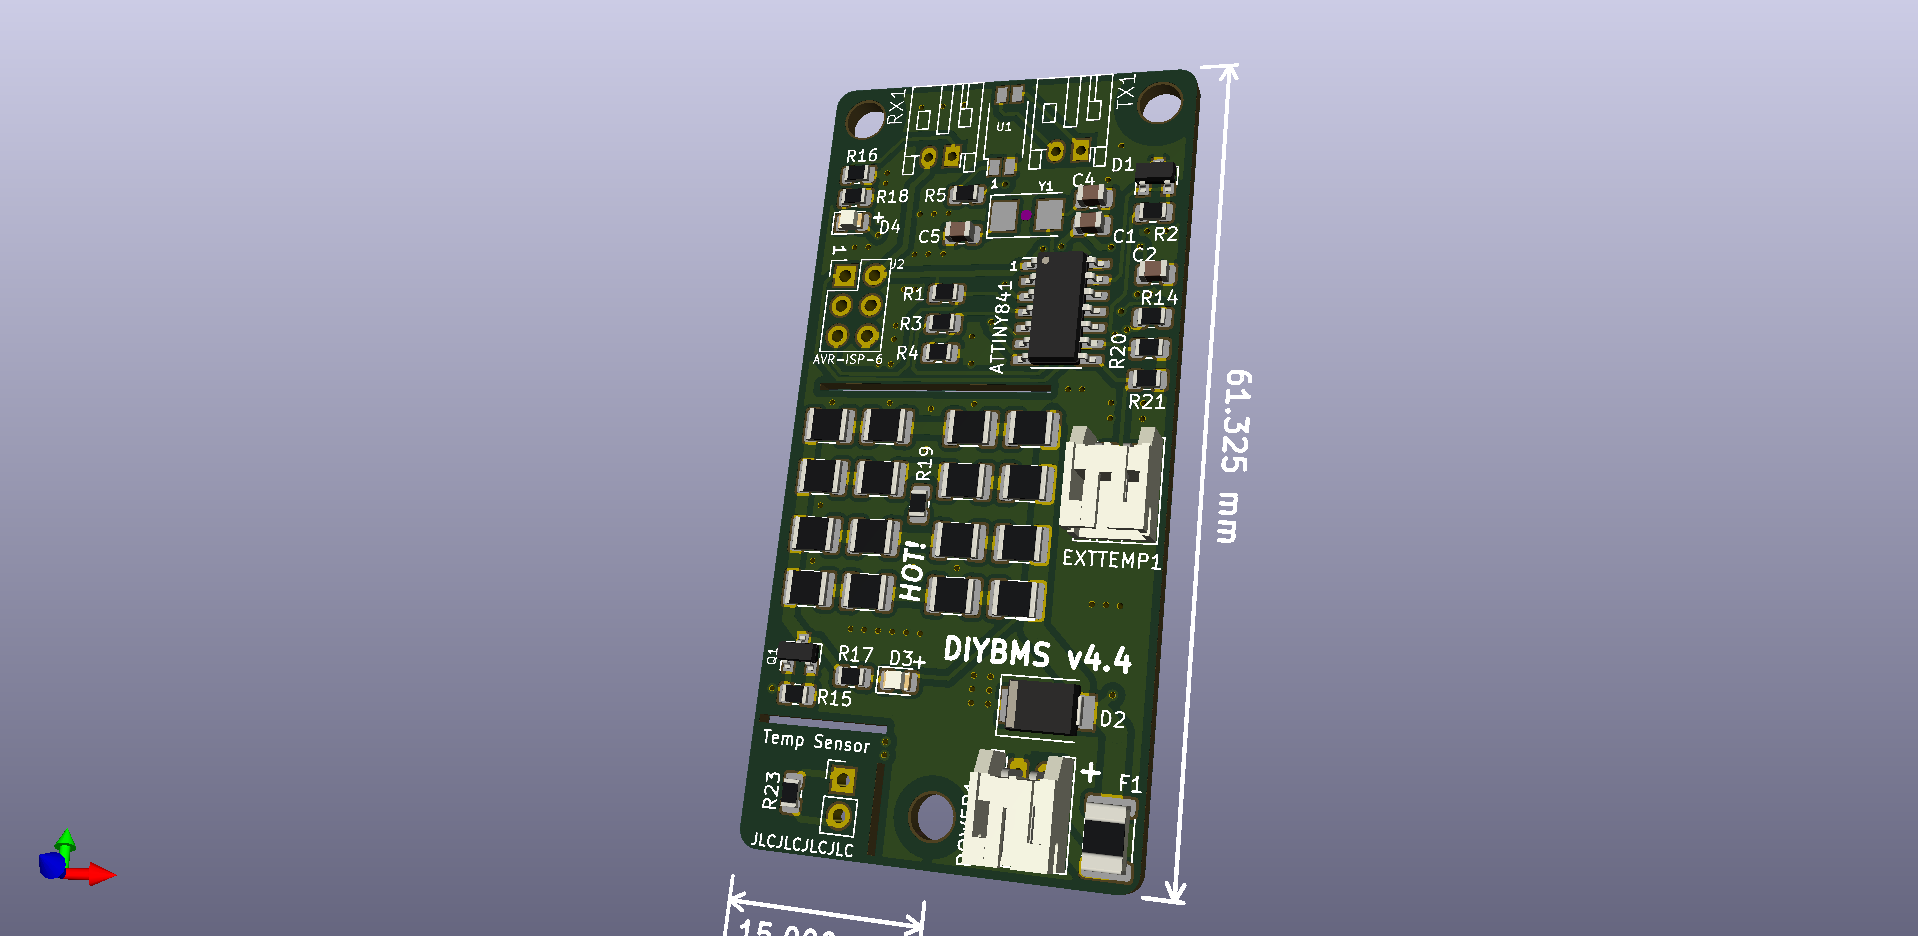 RX1
TX1
U1
R16
D1
R18
R5
1
Y1
C4
+
D4
C5
C1
R2
1
J2
1
C2
R1
R14
R3
ATTINY841
R4
R20
AVR-ISP-6
R21
61.325 mm
R19
HOT!
EXTTEMP1
DIYBMS v4.4
Q1
R17
D3+
R15
D2
Temp Sensor
+
F1
R23
JLCJLCJLCJLC